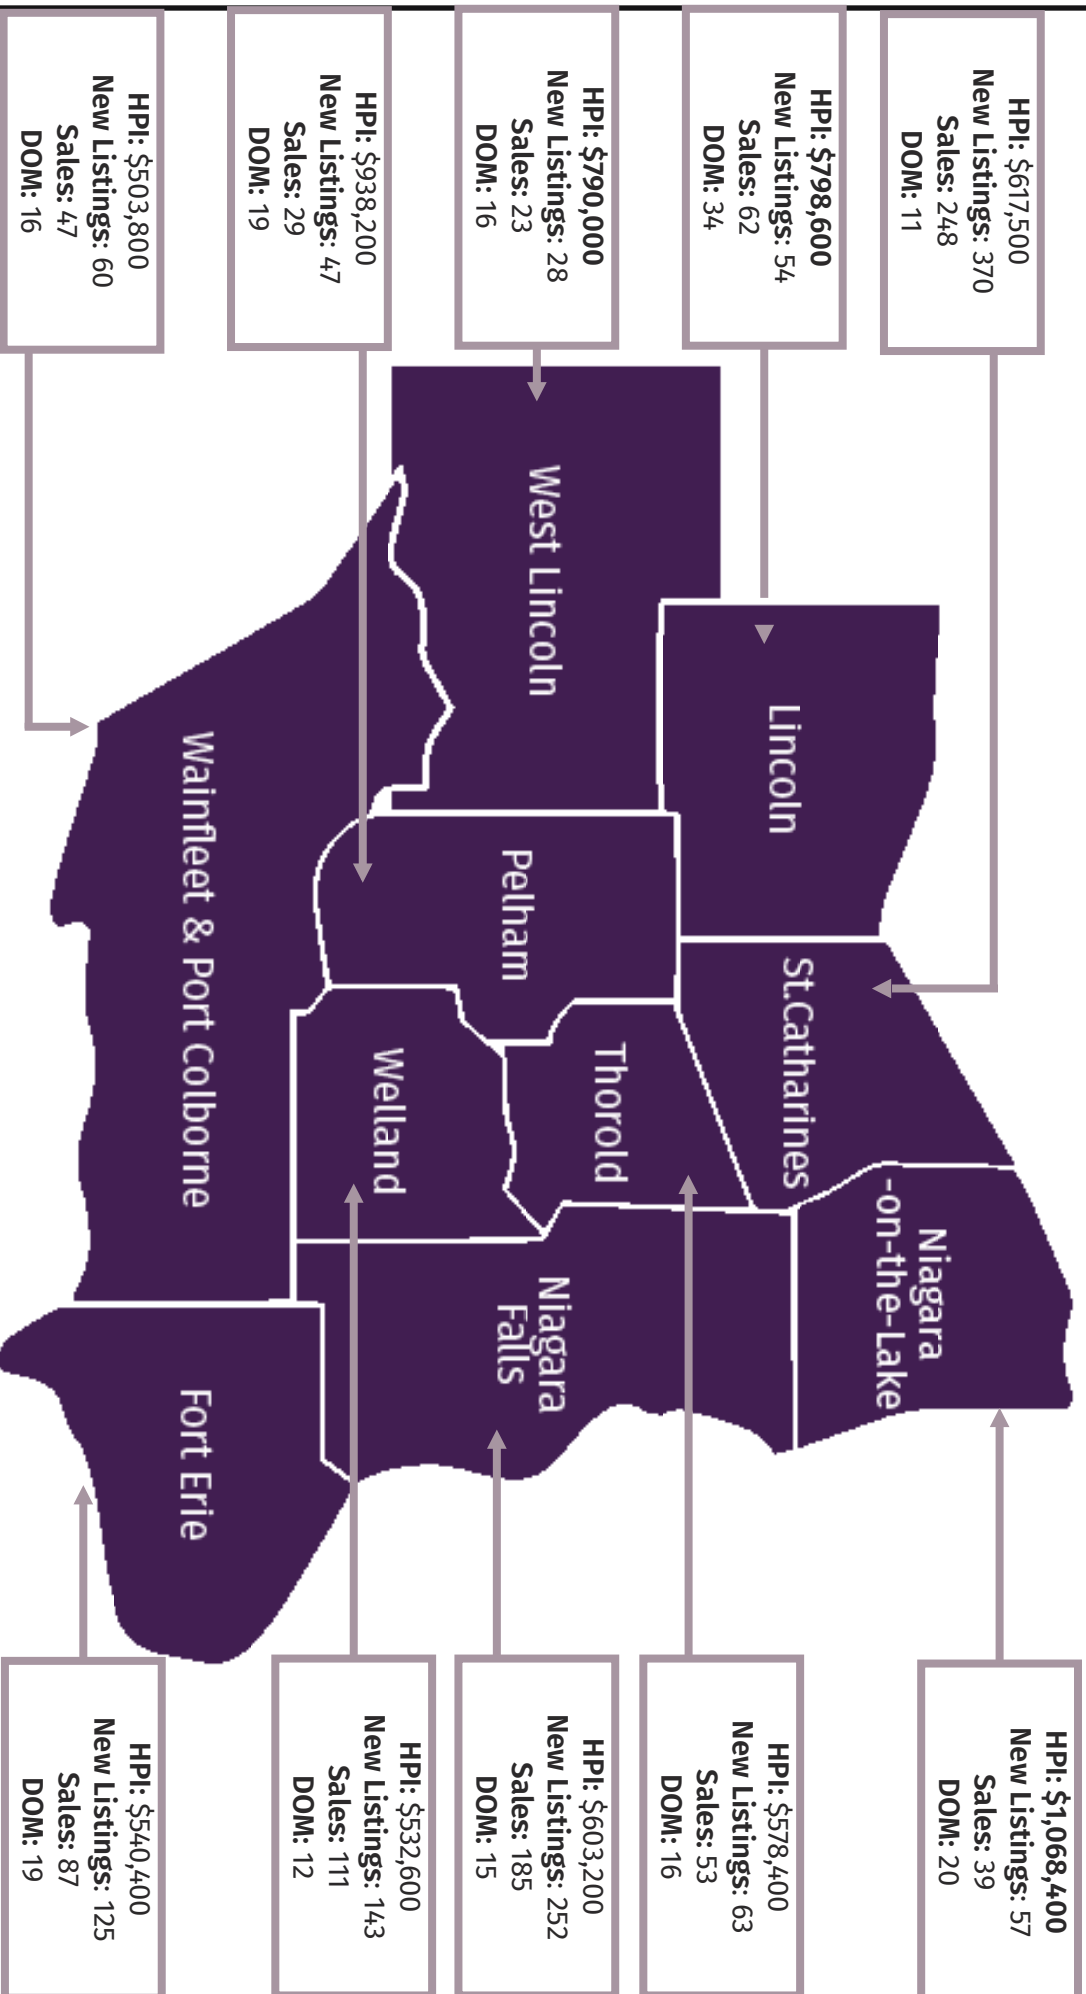 HPI: $617,500
New Listings: 370
Sales: 248
DOM: 11
HPI: $798,600
New Listings: 54
Sales: 62
DOM: 34
HPI: $790,000
New Listings: 28
Sales: 23
DOM: 16
HPI: $938,200
New Listings: 47
Sales: 29
DOM: 19
HPI: $503,800
New Listings: 60
Sales: 47
DOM: 16
Lincoln
West Lincoln
St.Catharines
Niagara
-on-the-Lake
Pelham
Thorold
Welland
Niagara
Falls
Wainfleet & Port Colborne
Fort Erie
HPI: $1,068,400
New Listings: 57
Sales: 39
DOM: 20
HPI: $578,400
New Listings: 63
Sales: 53
DOM: 16
HPI: $603,200
New Listings: 252
Sales: 185
DOM: 15
HPI: $532,600
New Listings: 143
Sales: 111
DOM: 12
HPI: $540,400
New Listings: 125
Sales: 87
DOM: 19